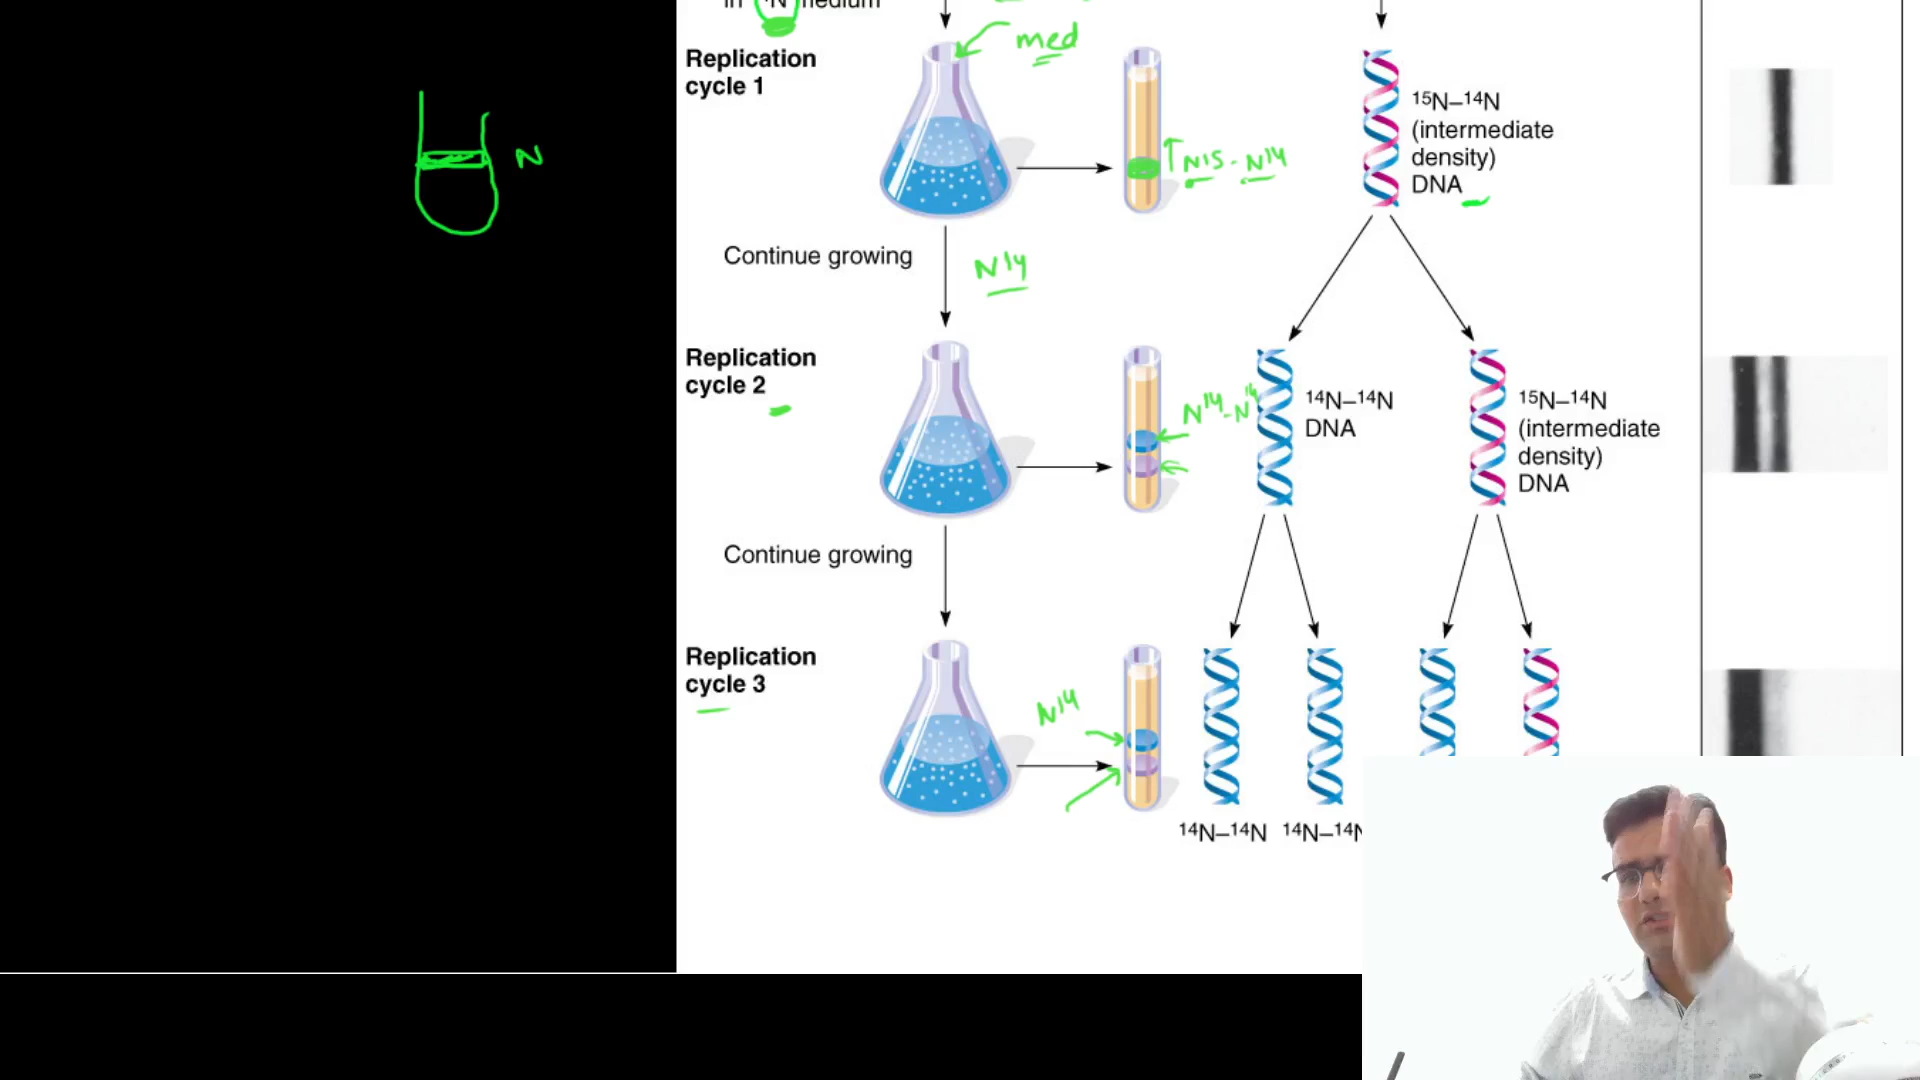 in N medium
med
Replication
cycle 1
15N–14N
(intermediate
density)
DNA
N15 - N14
N
Continue growing
N14
Replication
cycle 2
N14-N14
14N–14N
DNA
15N–14N
(intermediate
density)
DNA
Continue growing
Replication
cycle 3
N14
14N–14N 14N–14N